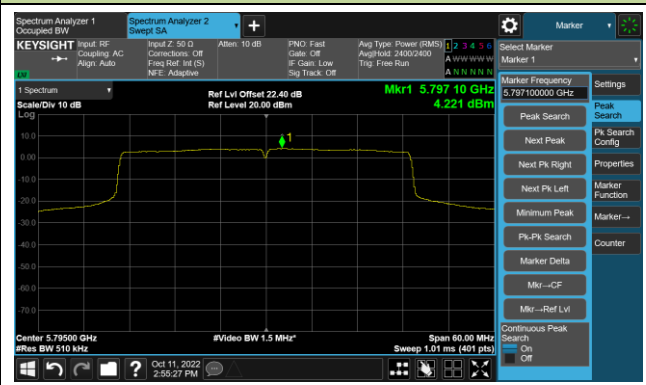 Spectrum Analyzer 1
Occupied BW
Spectrum Analyzer 2
Swept SA
Marker
KEYSIGHT
Input: RF
Coupling: AC
Align: Auto
Input Z: 50 Ω
Corrections: Off
Freq Ref: Int (S)
NFE: Adaptive
Atten: 10 dB
PNO: Fast
Gate: Off
IF Gain: Low
Sig Track: Off
Avg Type: Power (RMS)
Avg|Hold: 2400/2400
Trig: Free Run
1 2 3 4 5 6
A W W W W W
A N N N N N
Select Marker
Marker 1
LXI
1 Spectrum
Scale/Div 10 dB
Log
Ref Lvl Offset 22.40 dB
Ref Level 20.00 dBm
Mkr1 5.797 10 GHz
4.221 dBm
10.0
0.00
-10.0
-20.0
-30.0
-40.0
-50.0
-60.0
-70.0
1
Center 5.79500 GHz
#Res BW 510 kHz
#Video BW 1.5 MHz*
Span 60.00 MHz
Sweep 1.01 ms (401 pts)
Marker Frequency
5.797100000 GHz
Peak Search
Next Peak
Next Pk Right
Next Pk Left
Minimum Peak
Pk-Pk Search
Marker Delta
Mkr→CF
Mkr→Ref Lvl
Continuous Peak
Search
On
Off
Settings
Peak
Search
Pk Search
Config
Properties
Marker
Function
Marker→
Counter
?
Oct 11, 2022
2:55:27 PM